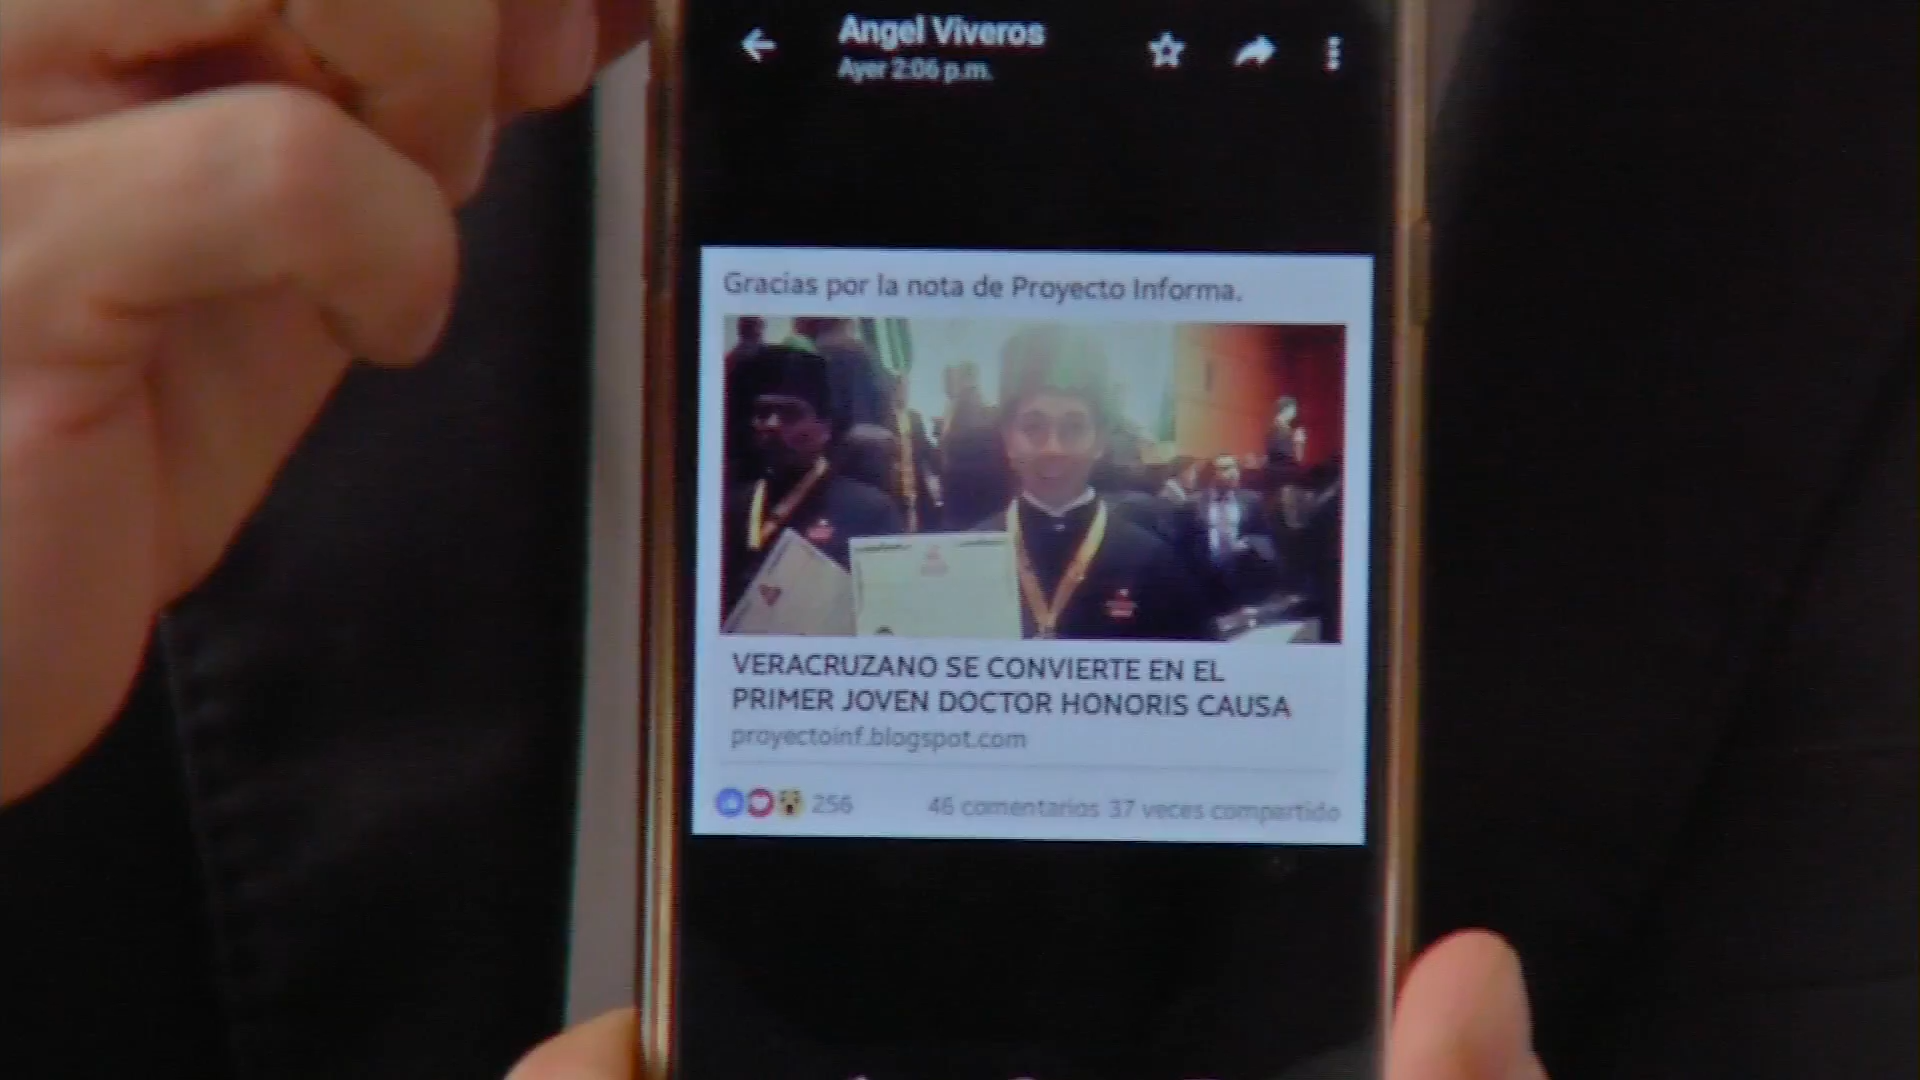 Angel Viveros
Ayer 2:06 p.m.
Gracias por la nota de Proyecto Informa.
VERACRUZANO SE CONVIERTE EN EL
PRIMER JOVEN DOCTOR HONORIS CAUSA
proyectoinf.blogspot.com
256 46 comentarios 37 veces compartido